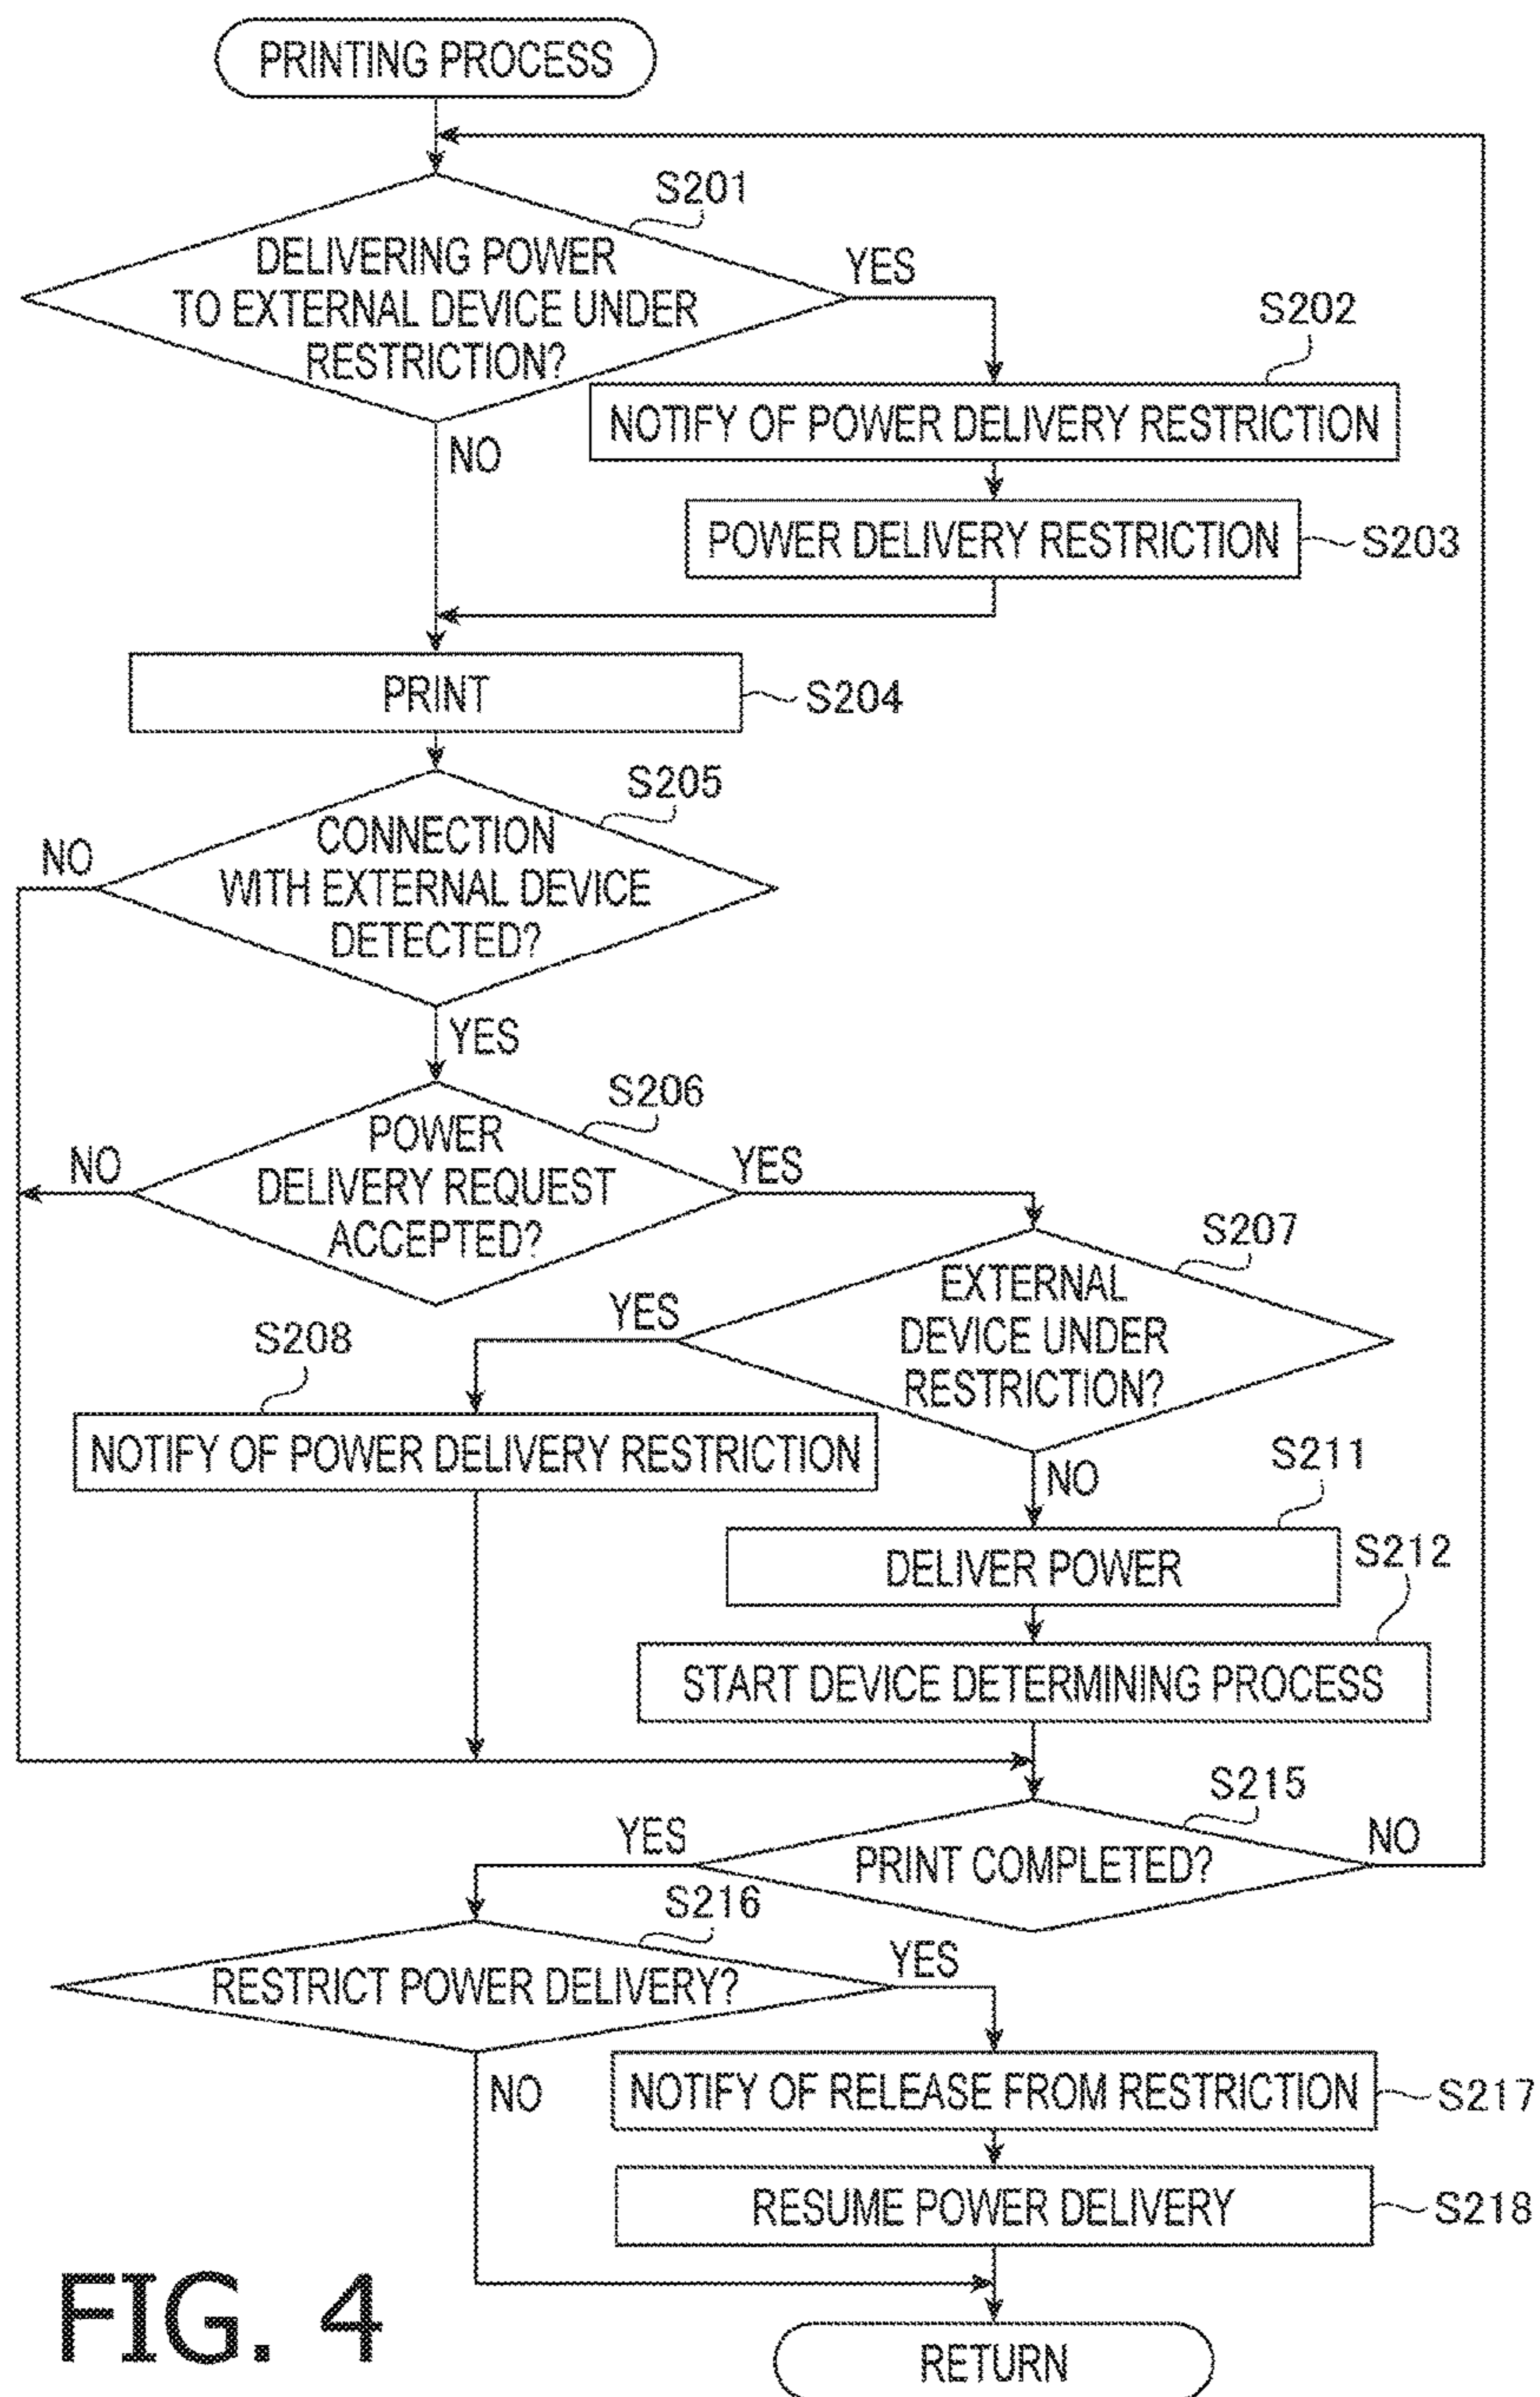 PRINTING PROCESS
S201
DELIVERING POWER
TO EXTERNAL DEVICE UNDER
RESTRICTION?
YES
S202
NOTIFY OF POWER DELIVERY RESTRICTION
NO
POWER DELIVERY RESTRICTION
S203
PRINT
S204
S205
CONNECTION
WITH EXTERNAL DEVICE
DETECTED?
NO
YES
S206
POWER
DELIVERY REQUEST
ACCEPTED?
NO
YES
S207
EXTERNAL
DEVICE UNDER
RESTRICTION?
YES
S208
NOTIFY OF POWER DELIVERY RESTRICTION
NO
S211
DELIVER POWER
S212
START DEVICE DETERMINING PROCESS
S215
PRINT COMPLETED?
YES
NO
S216
RESTRICT POWER DELIVERY?
YES
NO
NOTIFY OF RELEASE FROM RESTRICTION
S217
RESUME POWER DELIVERY
S218
RETURN
FIG. 4